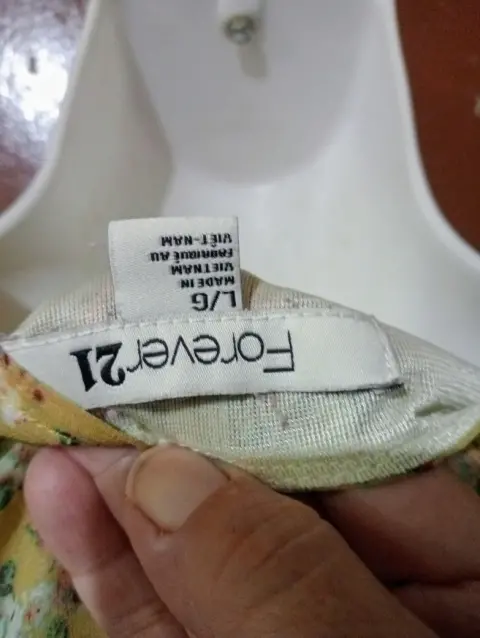 Forever21
L/G
MADE IN
VIETNAM
FABRIQUÉ AU
VIÊT-NAM